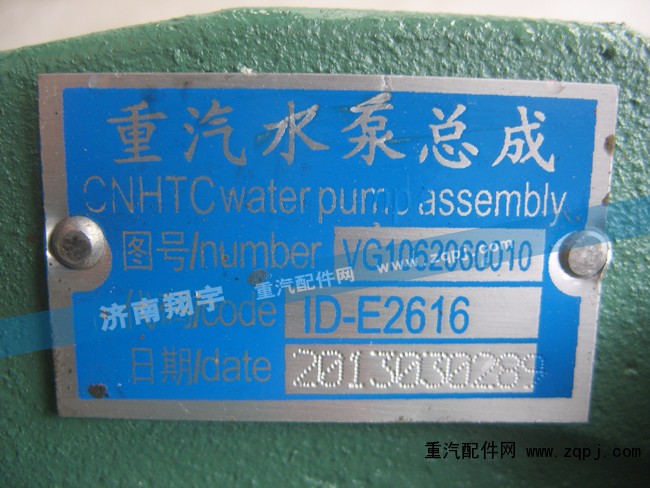 重汽水泵总成
CNHTC water pump assembly
图号/number VG1062060010
/code ID-E2616
日期/date 2013030289
重汽配件网 www.zqpj.com
济南翔宇
重汽配件网 www.zqpj.com